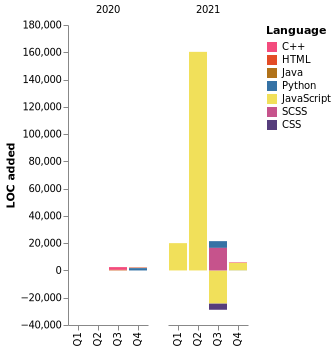 2020
2021
LOC added
180,000
160,000
140,000
120,000
100,000
80,000
60,000
40,000
20,000
0
−20,000
−40,000
Q1
Q2
Q3
Q4
Q1
Q2
Q3
Q4
Language
C++
HTML
Java
Python
JavaScript
SCSS
CSS